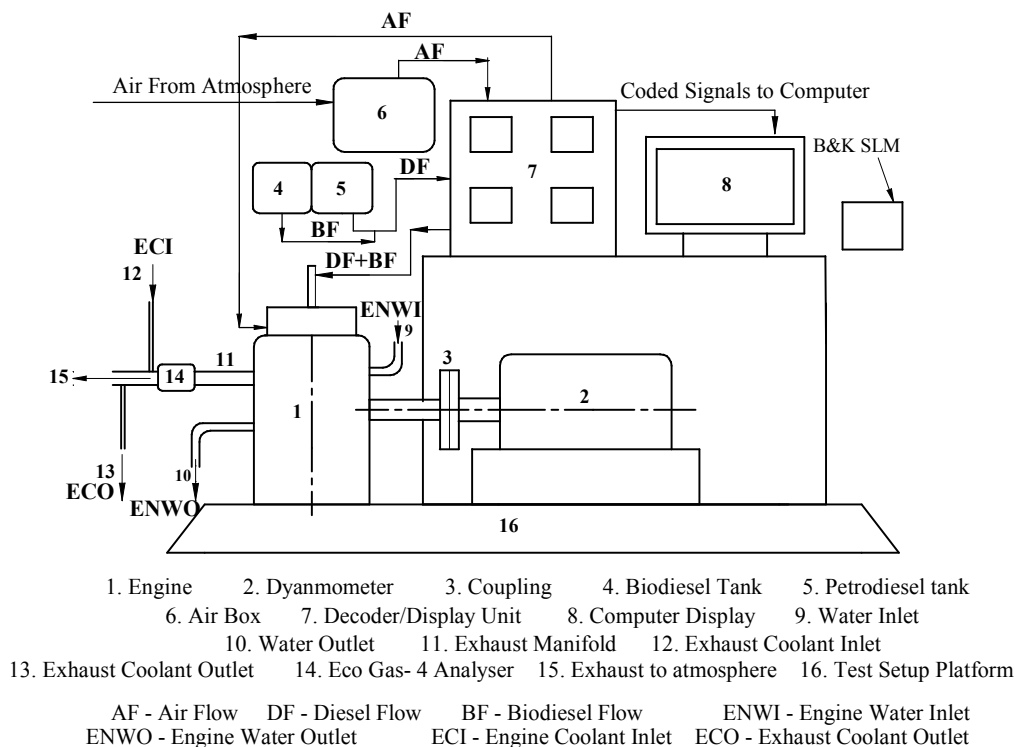 AF
AF
Air From Atmosphere
6
Coded Signals to Computer
B&K SLM
7
8
DF
4
5
BF
ECI
12
DF+BF
ENWI
9
11
3
15
14
1
2
13
10
ECO
ENWO
16
1. Engine 2. Dyanmometer 3. Coupling 4. Biodiesel Tank 5. Petrodiesel tank
6. Air Box 7. Decoder/Display Unit 8. Computer Display 9. Water Inlet
10. Water Outlet 11. Exhaust Manifold 12. Exhaust Coolant Inlet
13. Exhaust Coolant Outlet 14. Eco Gas- 4 Analyser 15. Exhaust to atmosphere 16. Test Setup Platform
AF - Air Flow DF - Diesel Flow BF - Biodiesel Flow ENWI - Engine Water Inlet
ENWO - Engine Water Outlet ECI - Engine Coolant Inlet ECO - Exhaust Coolant Outlet